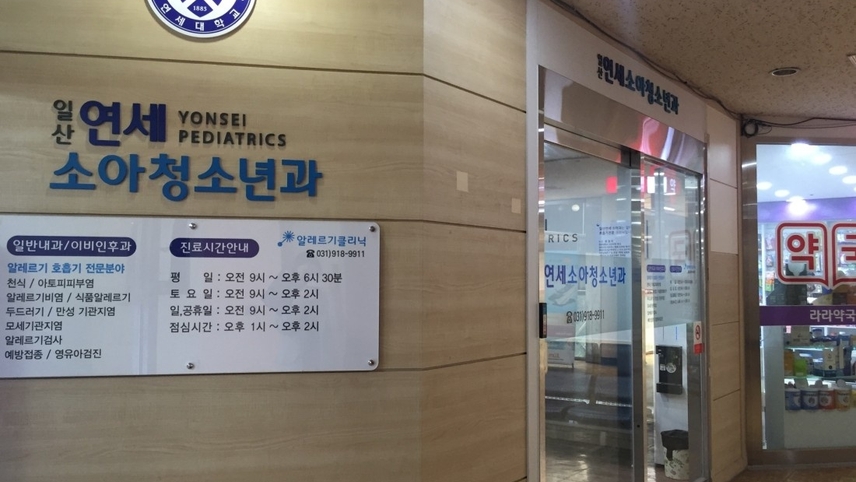 1885
연세대학교
일산 연세 YONSEI PEDIATRICS
소아청소년과
일반내과/이비인후과
알레르기 호흡기 전문분야
천식 / 아토피피부염
알레르기비염 / 식품알레르기
두드러기 / 만성 기관지염
모세기관지염
알레르기검사
예방접종 / 영유아검진
진료시간안내
알레르기클리닉
☎ 031)918-9911
평 일 : 오전 9시 ~ 오후 6시 30분
토 요 일 : 오전 9시 ~ 오후 2시
일,공휴일 : 오전 9시 ~ 오후 2시
점심시간 : 오후 1시 ~ 오후 2시
일산 연세소아청소년과
RICS
연세소아청소년과
☎ 031)918-9911
약국
라라약국